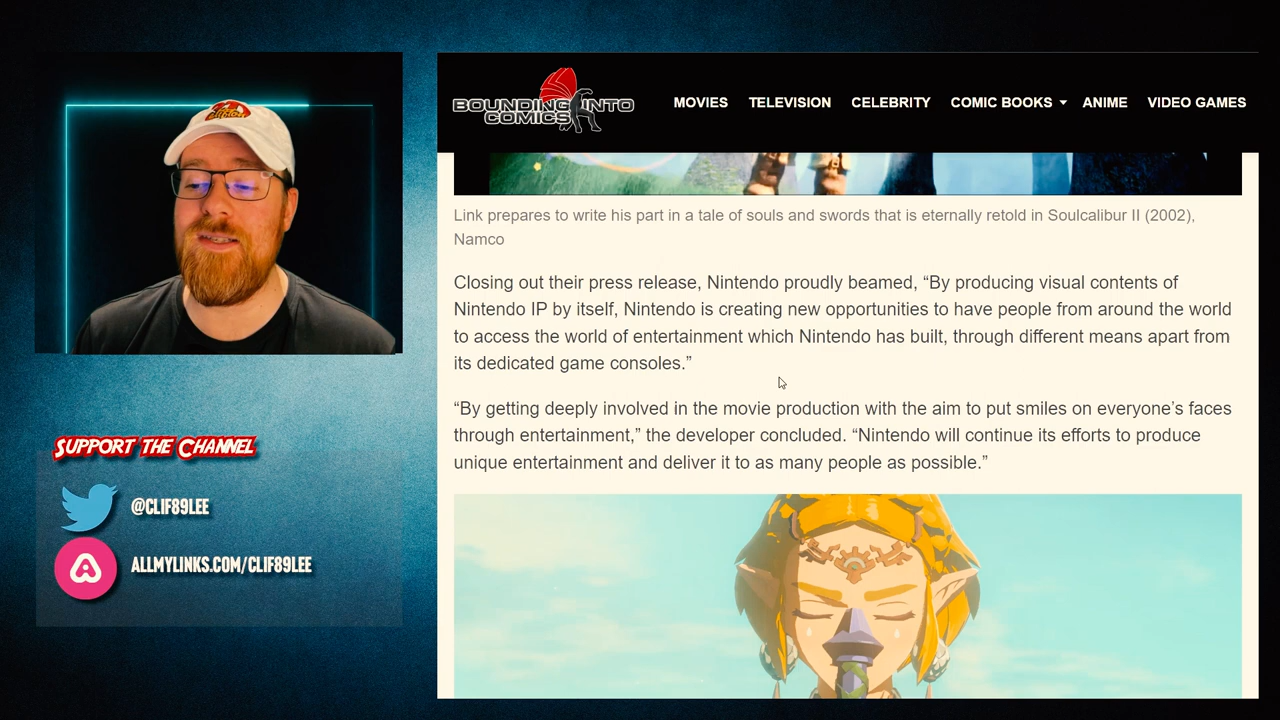 BOUNDING INTO
COMICS
MOVIES TELEVISION CELEBRITY COMIC BOOKS ANIME VIDEO GAMES
Link prepares to write his part in a tale of souls and swords that is eternally retold in Soulcalibur II (2002),
Namco
Closing out their press release, Nintendo proudly beamed, “By producing visual contents of
Nintendo IP by itself, Nintendo is creating new opportunities to have people from around the world
to access the world of entertainment which Nintendo has built, through different means apart from
its dedicated game consoles.”
“By getting deeply involved in the movie production with the aim to put smiles on everyone’s faces
through entertainment,” the developer concluded. “Nintendo will continue its efforts to produce
unique entertainment and deliver it to as many people as possible.”
SUPPORT THE CHANNEL
@CLIF89LEE
ALLMYLINKS.COM/CLIF89LEE